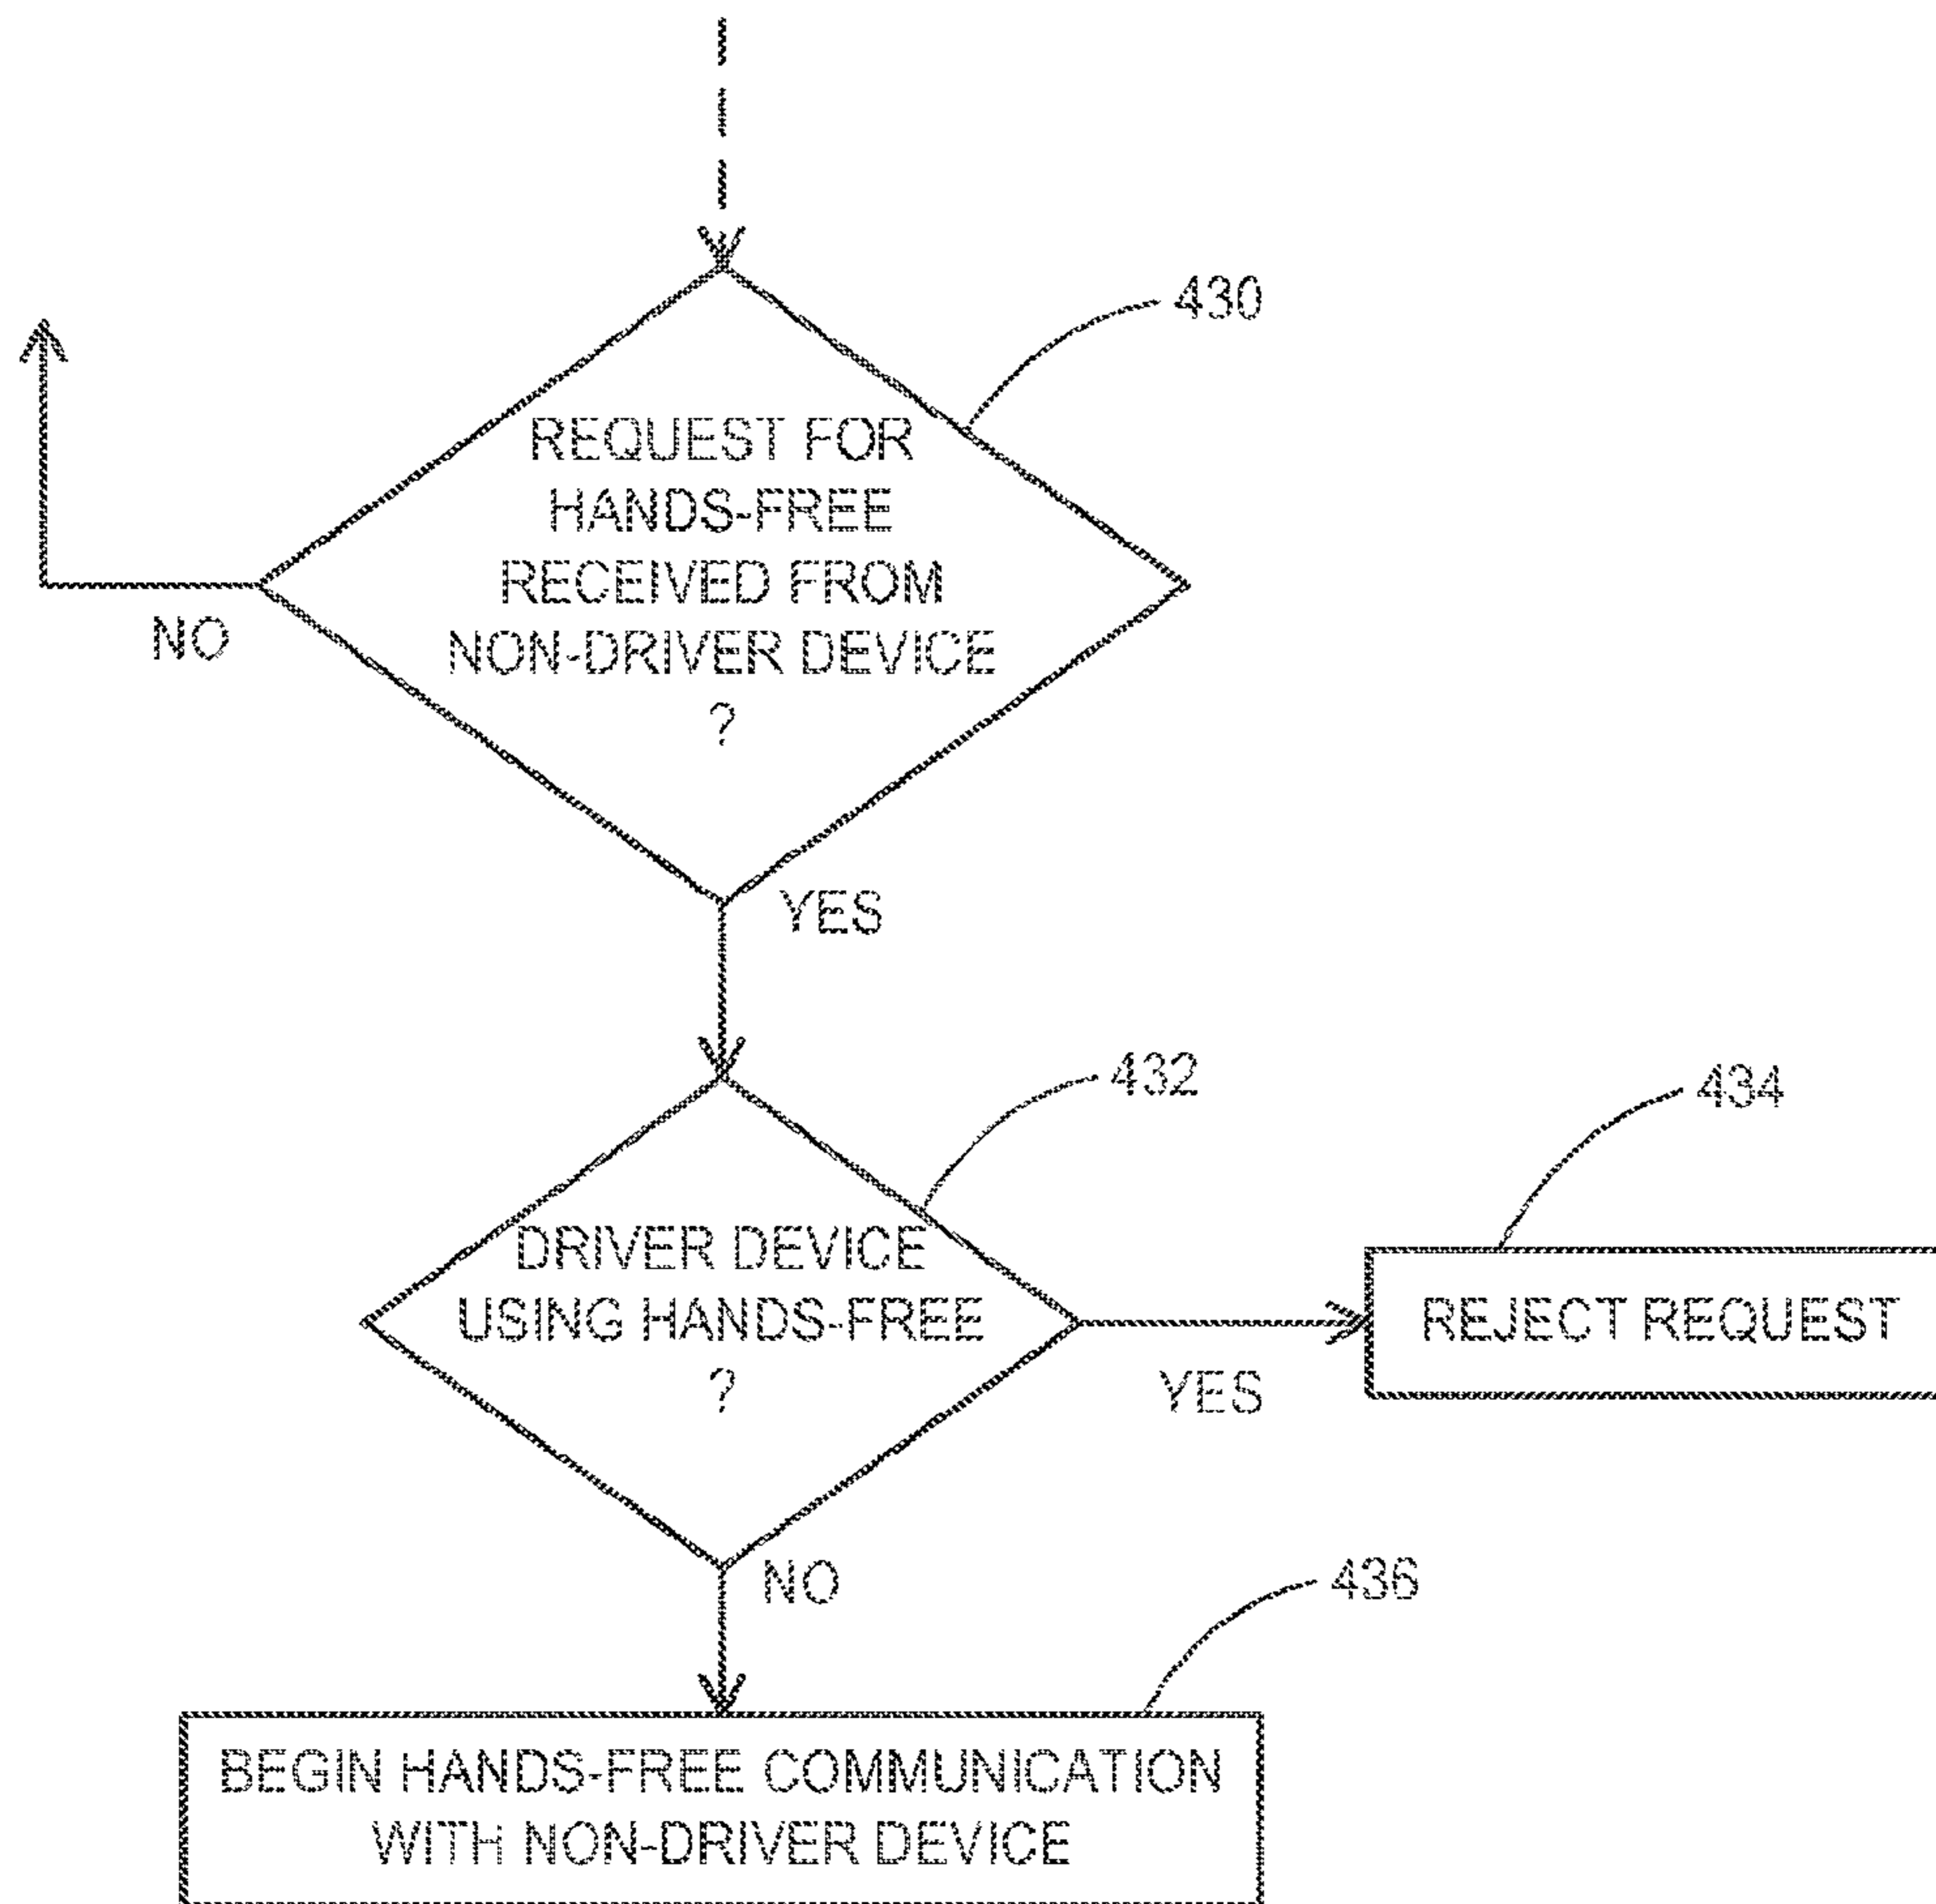 430
REQUEST FOR
HANDS-FREE
RECEIVED FROM
NON-DRIVER DEVICE
?
NO
YES
432
434
DRIVER DEVICE
USING HANDS-FREE
?
REJECT REQUEST
YES
NO
436
BEGIN HANDS-FREE COMMUNICATION
WITH NON-DRIVER DEVICE